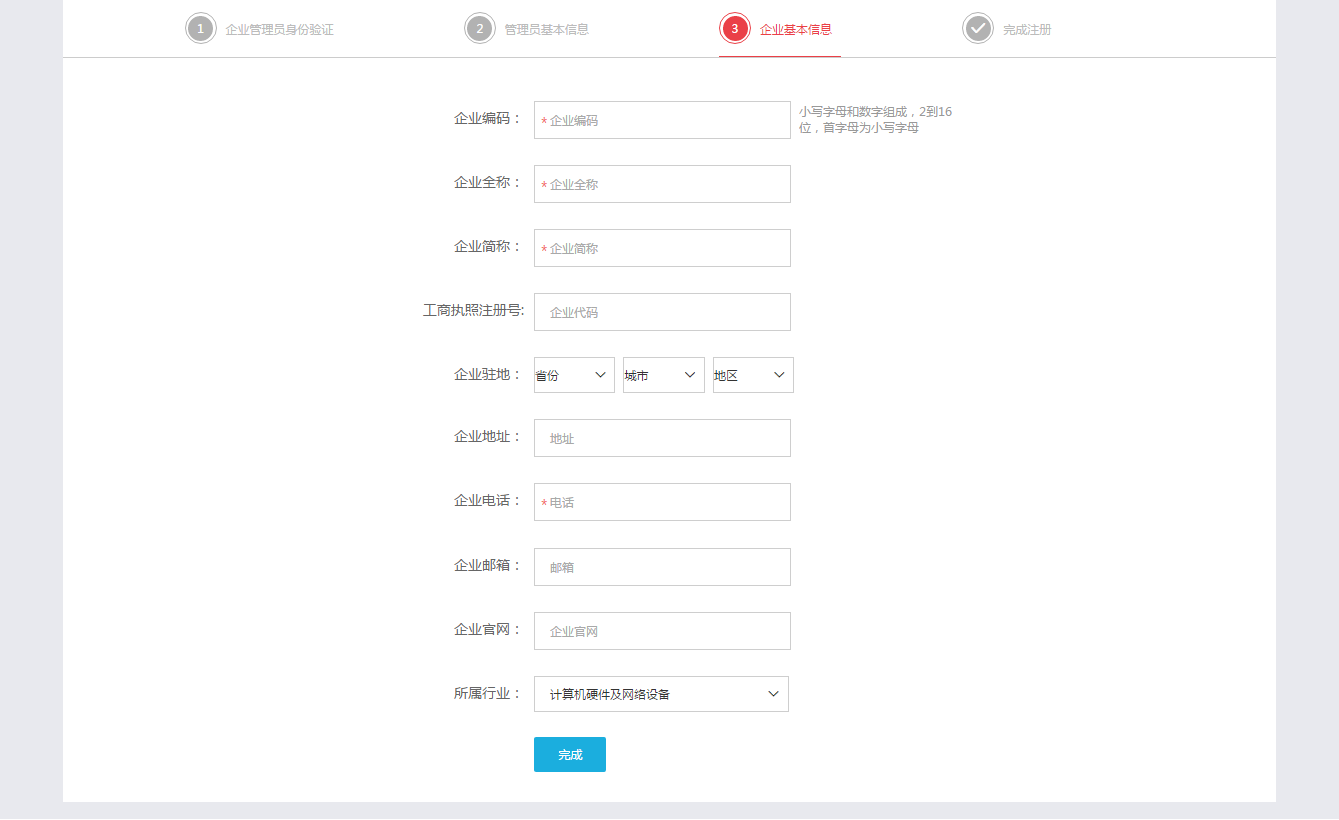 1 企业管理员身份验证
2 管理员基本信息
3 企业基本信息
完成注册
企业编码：
* 企业编码
小写字母和数字组成，2到16
位，首字母为小写字母
企业全称：
* 企业全称
企业简称：
* 企业简称
工商执照注册号:
企业代码
企业驻地：
省份
城市
地区
企业地址：
地址
企业电话：
* 电话
企业邮箱：
邮箱
企业官网：
企业官网
所属行业：
计算机硬件及网络设备
完成